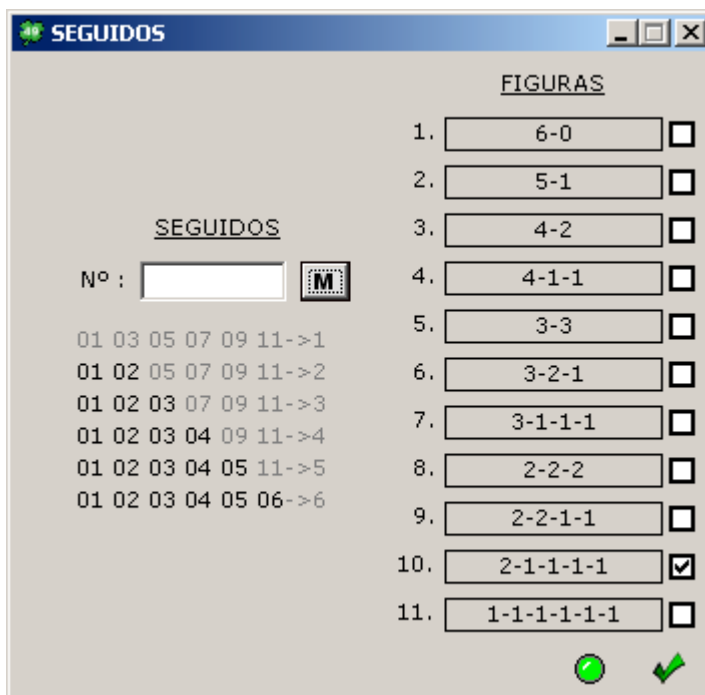 SEGUIDOS
FIGURAS
1. 6-0
2. 5-1
3. 4-2
4. 4-1-1
5. 3-3
6. 3-2-1
7. 3-1-1-1
8. 2-2-2
9. 2-2-1-1
10. 2-1-1-1-1
11. 1-1-1-1-1-1
SEGUIDOS
Nº : M
01 03 05 07 09 11->1
01 02 05 07 09 11->2
01 02 03 07 09 11->3
01 02 03 04 09 11->4
01 02 03 04 05 11->5
01 02 03 04 05 06->6